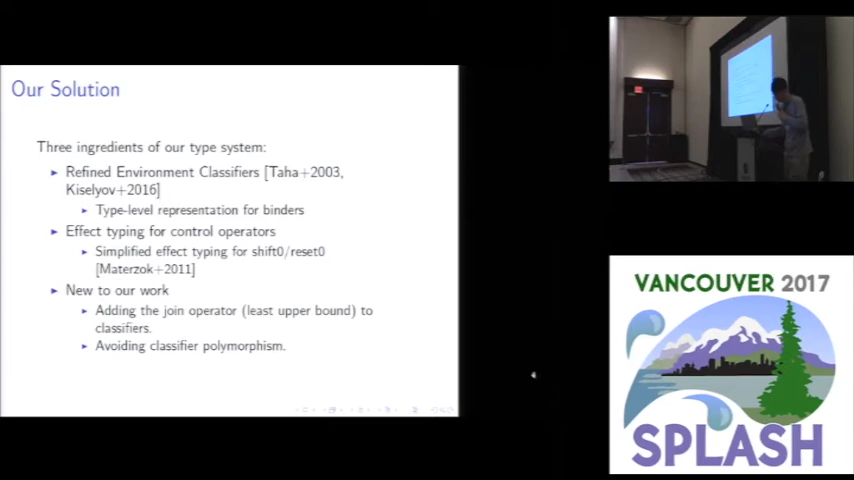 Our Solution
Three ingredients of our type system:
Refined Environment Classifiers [Taha+2003,
Kiselyov+2016]
Type-level representation for binders
Effect typing for control operators
Simplified effect typing for shift0/reset0
[Materzok+2011]
New to our work
Adding the join operator (least upper bound) to
classifiers.
Avoiding classifier polymorphism.
VANCOUVER 2017
SPLASH